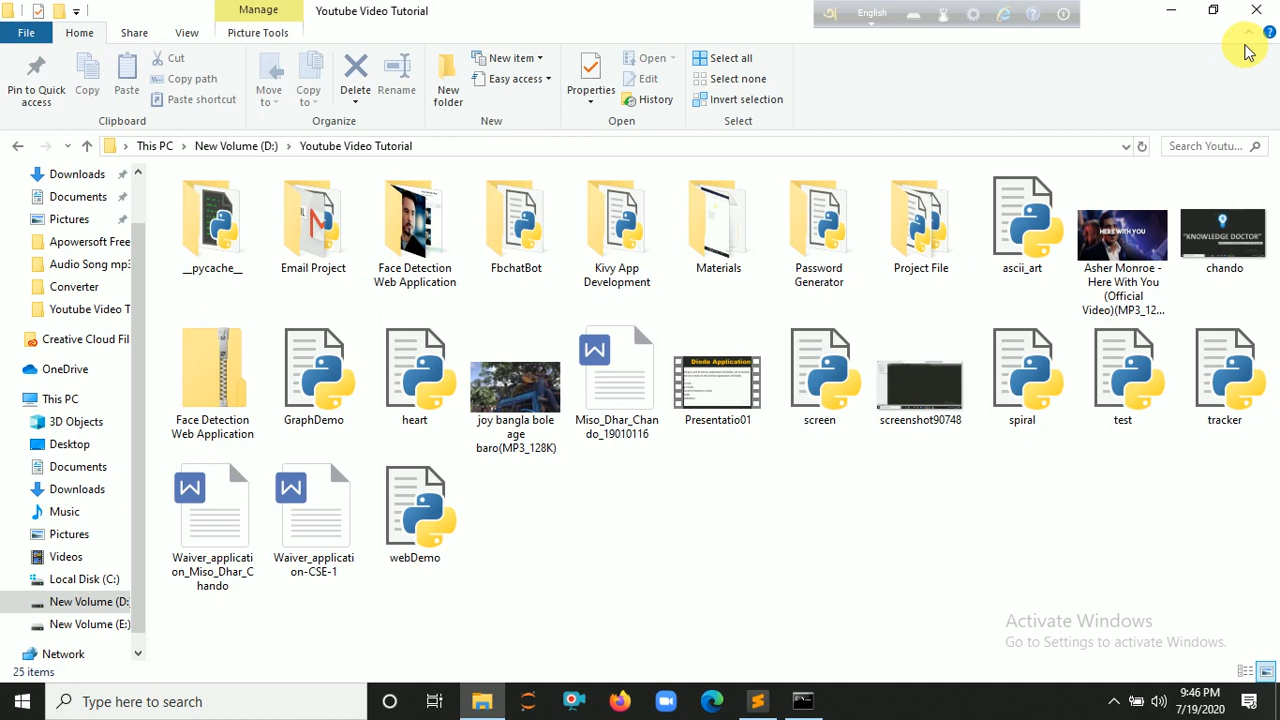 Manage
Youtube Video Tutorial
English
File
Home
Share
View
Picture Tools
Pin to Quick access
Copy
Paste
Cut
Copy path
Paste shortcut
Clipboard
Move to
Copy to
Delete
Rename
Organize
New folder
New item
Easy access
New
Properties
Open
Edit
History
Open
Select all
Select none
Invert selection
Select
This PC
New Volume (D:)
Youtube Video Tutorial
Search Youtu...
Downloads
Documents
Pictures
Apowersoft Free
Audio Song mp3
Converter
Youtube Video T
Creative Cloud Fil
OneDrive
This PC
3D Objects
Desktop
Documents
Downloads
Music
Pictures
Videos
Local Disk (C:)
New Volume (D:
New Volume (E:)
Network
__pycache__
Email Project
Face Detection
Web Application
FbchatBot
Kivy App
Development
Materials
Password
Generator
Project File
ascii_art
HERE WITH YOU
Asher Monroe -
Here With You
(Official
Video)(MP3_12...
"KNOWLEDGE DOCTOR"
chando
Face Detection
Web Application
GraphDemo
heart
joy bangla bole
age
baro(MP3_128K)
Miso_Dhar_Chan
do_19010116
Diode Application
Presentatio01
screen
screenshot90748
spiral
test
tracker
Waiver_applicati
on_Miso_Dhar_C
hando
Waiver_applicati
on-CSE-1
webDemo
Activate Windows
Go to Settings to activate Windows.
25 items
Type here to search
9:46 PM
7/19/2020